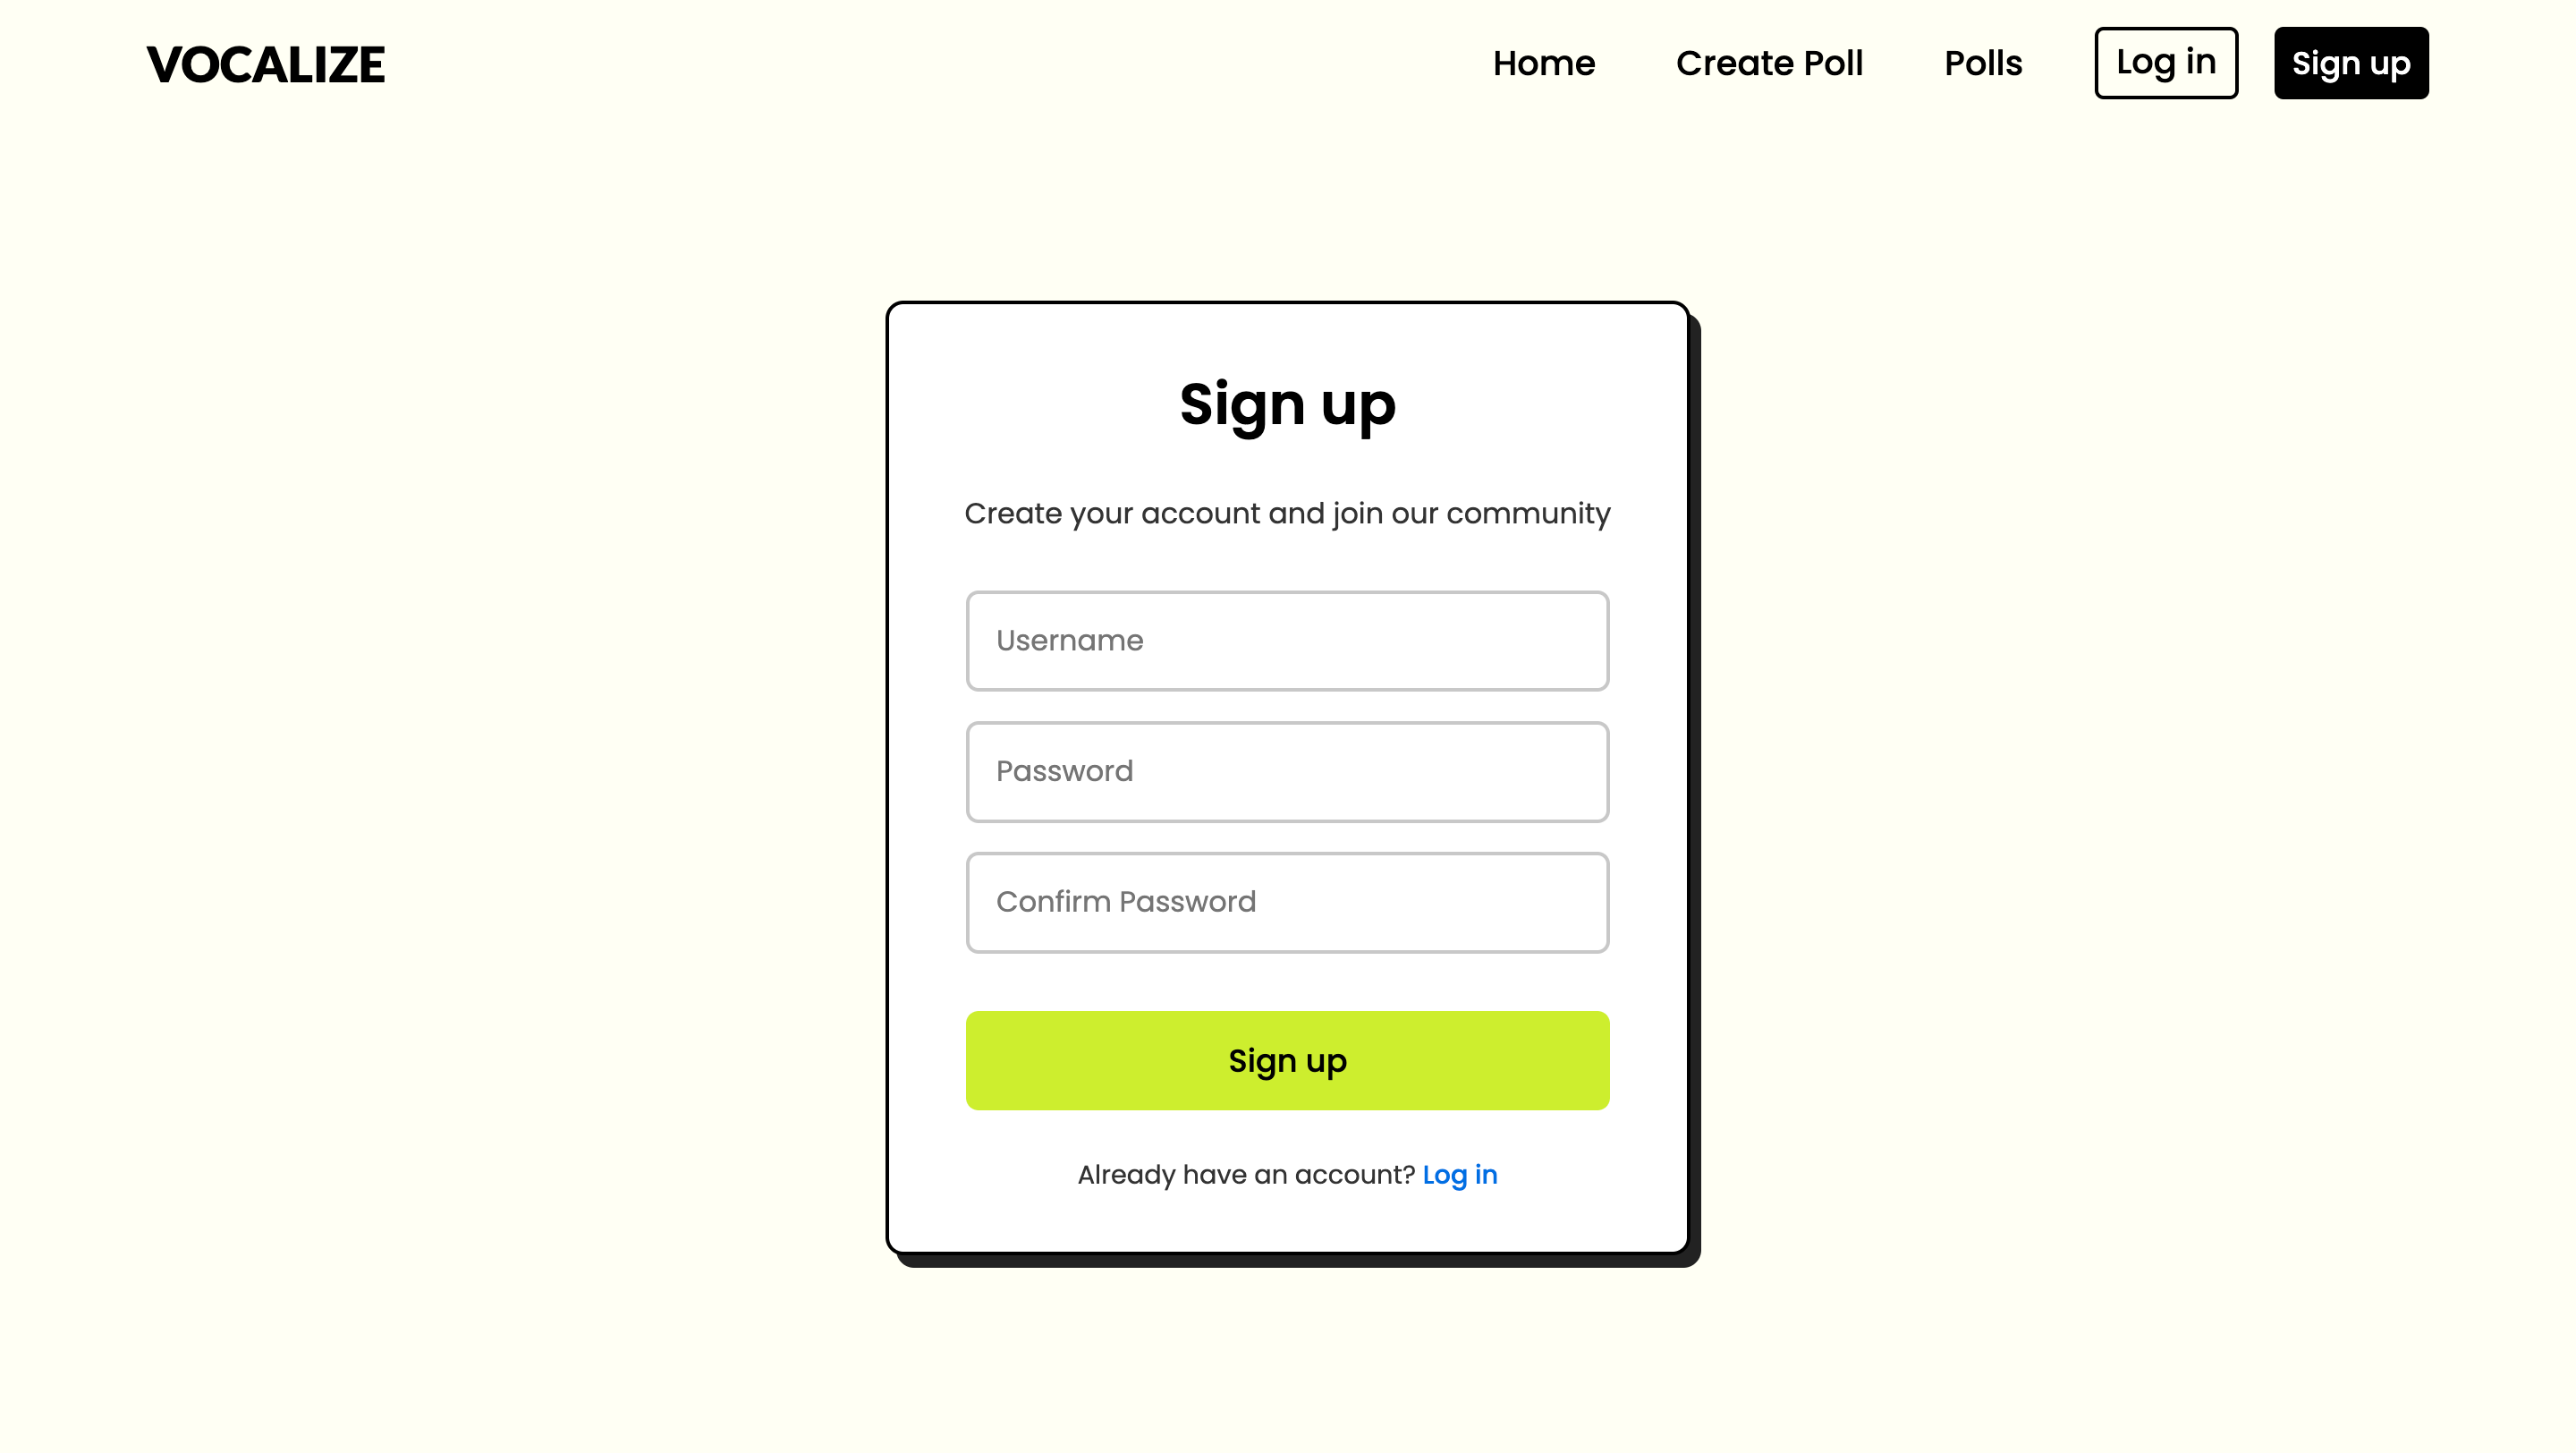 VOCALIZE
Home
Create Poll
Polls
Log in
Sign up
Sign up
Create your account and join our community
Username
Password
Confirm Password
Sign up
Already have an account? Log in